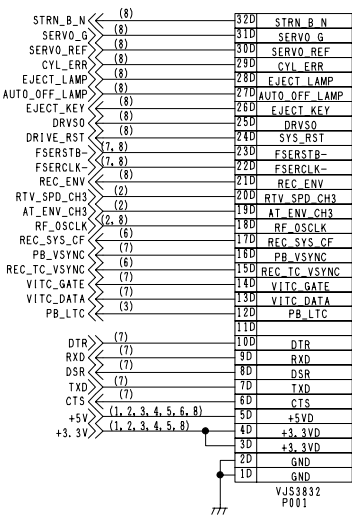 STRN_B_N (8) 32D STRN_B_N
SERVO_G (8) 31D SERVO_G
SERVO_REF (8) 30D SERVO_REF
CYL_ERR (8) 29D CYL_ERR
EJECT_LAMP (8) 28D EJECT_LAMP
AUTO_OFF_LAMP (8) 27D AUTO_OFF_LAMP
EJECT_KEY (8) 26D EJECT_KEY
DRVSO (8) 25D DRVSO
DRIVE_RST (8) 24D SYS_RST
FSERSTB- (7, 8) 23D FSERSTB-
FSERCLK- (7, 8) 22D FSERCLK-
REC_ENV (8) 21D REC_ENV
RTV_SPD_CH3 (2) 20D RTV_SPD_CH3
AT_ENV_CH3 (2) 19D AT_ENV_CH3
RF_OSCLK (2, 8) 18D RF_OSCLK
REC_SYS_CF (6) 17D REC_SYS_CF
PB_VSYNC (7) 16D PB_VSYNC
REC_TC_VSYNC (6) 15D REC_TC_VSYNC
VITC_GATE (7) 14D VITC_GATE
VITC_DATA (7) 13D VITC_DATA
PB_LTC (3) 12D PB_LTC
11D
DTR (7) 10D DTR
RXD (7) 9D RXD
DSR (7) 8D DSR
TXD (7) 7D TXD
CTS (7) 6D CTS
+5V (1, 2, 3, 4, 5, 6, 8) 5D +5VD
+3.3V (1, 2, 3, 4, 5, 8) 4D +3.3VD
3D +3.3VD
2D GND
1D GND
VJS3832
P001